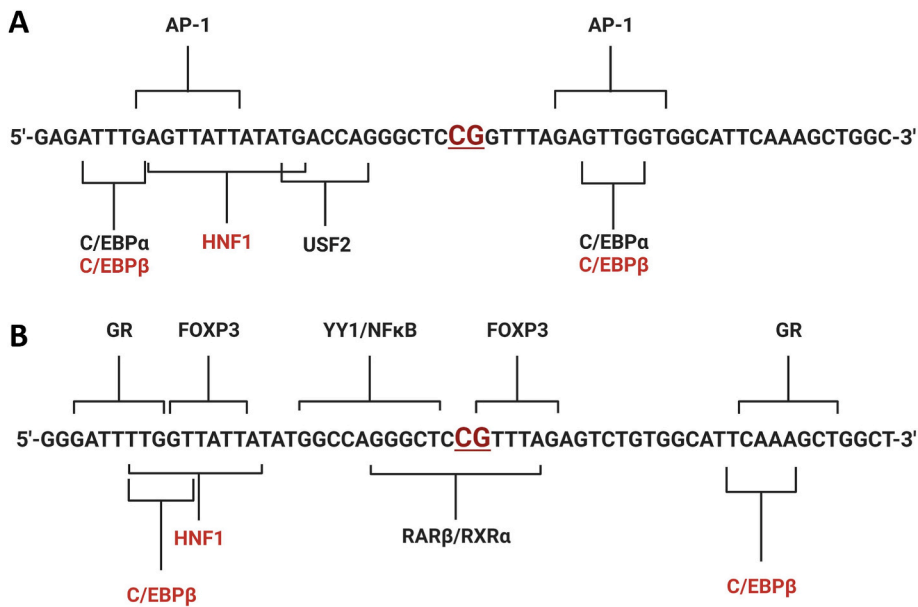 A
AP-1 AP-1
5'-GAGATTTGAGTTATTATATGACCAGGGCTCCGGTTTAGAGTTGGTGGCATTCAAAGCTGGC-3'
C/EBPα HNF1 USF2 C/EBPα
C/EBPβ C/EBPβ
B
GR FOXP3 YY1/NFκB FOXP3 GR
5'-GGGATTTTGGTTATTATATGGCCAGGGCTCCGTTTAGAGTCTGTGGCATTCAAAGCTGGCT-3'
HNF1 RARβ/RXRα
C/EBPβ C/EBPβ